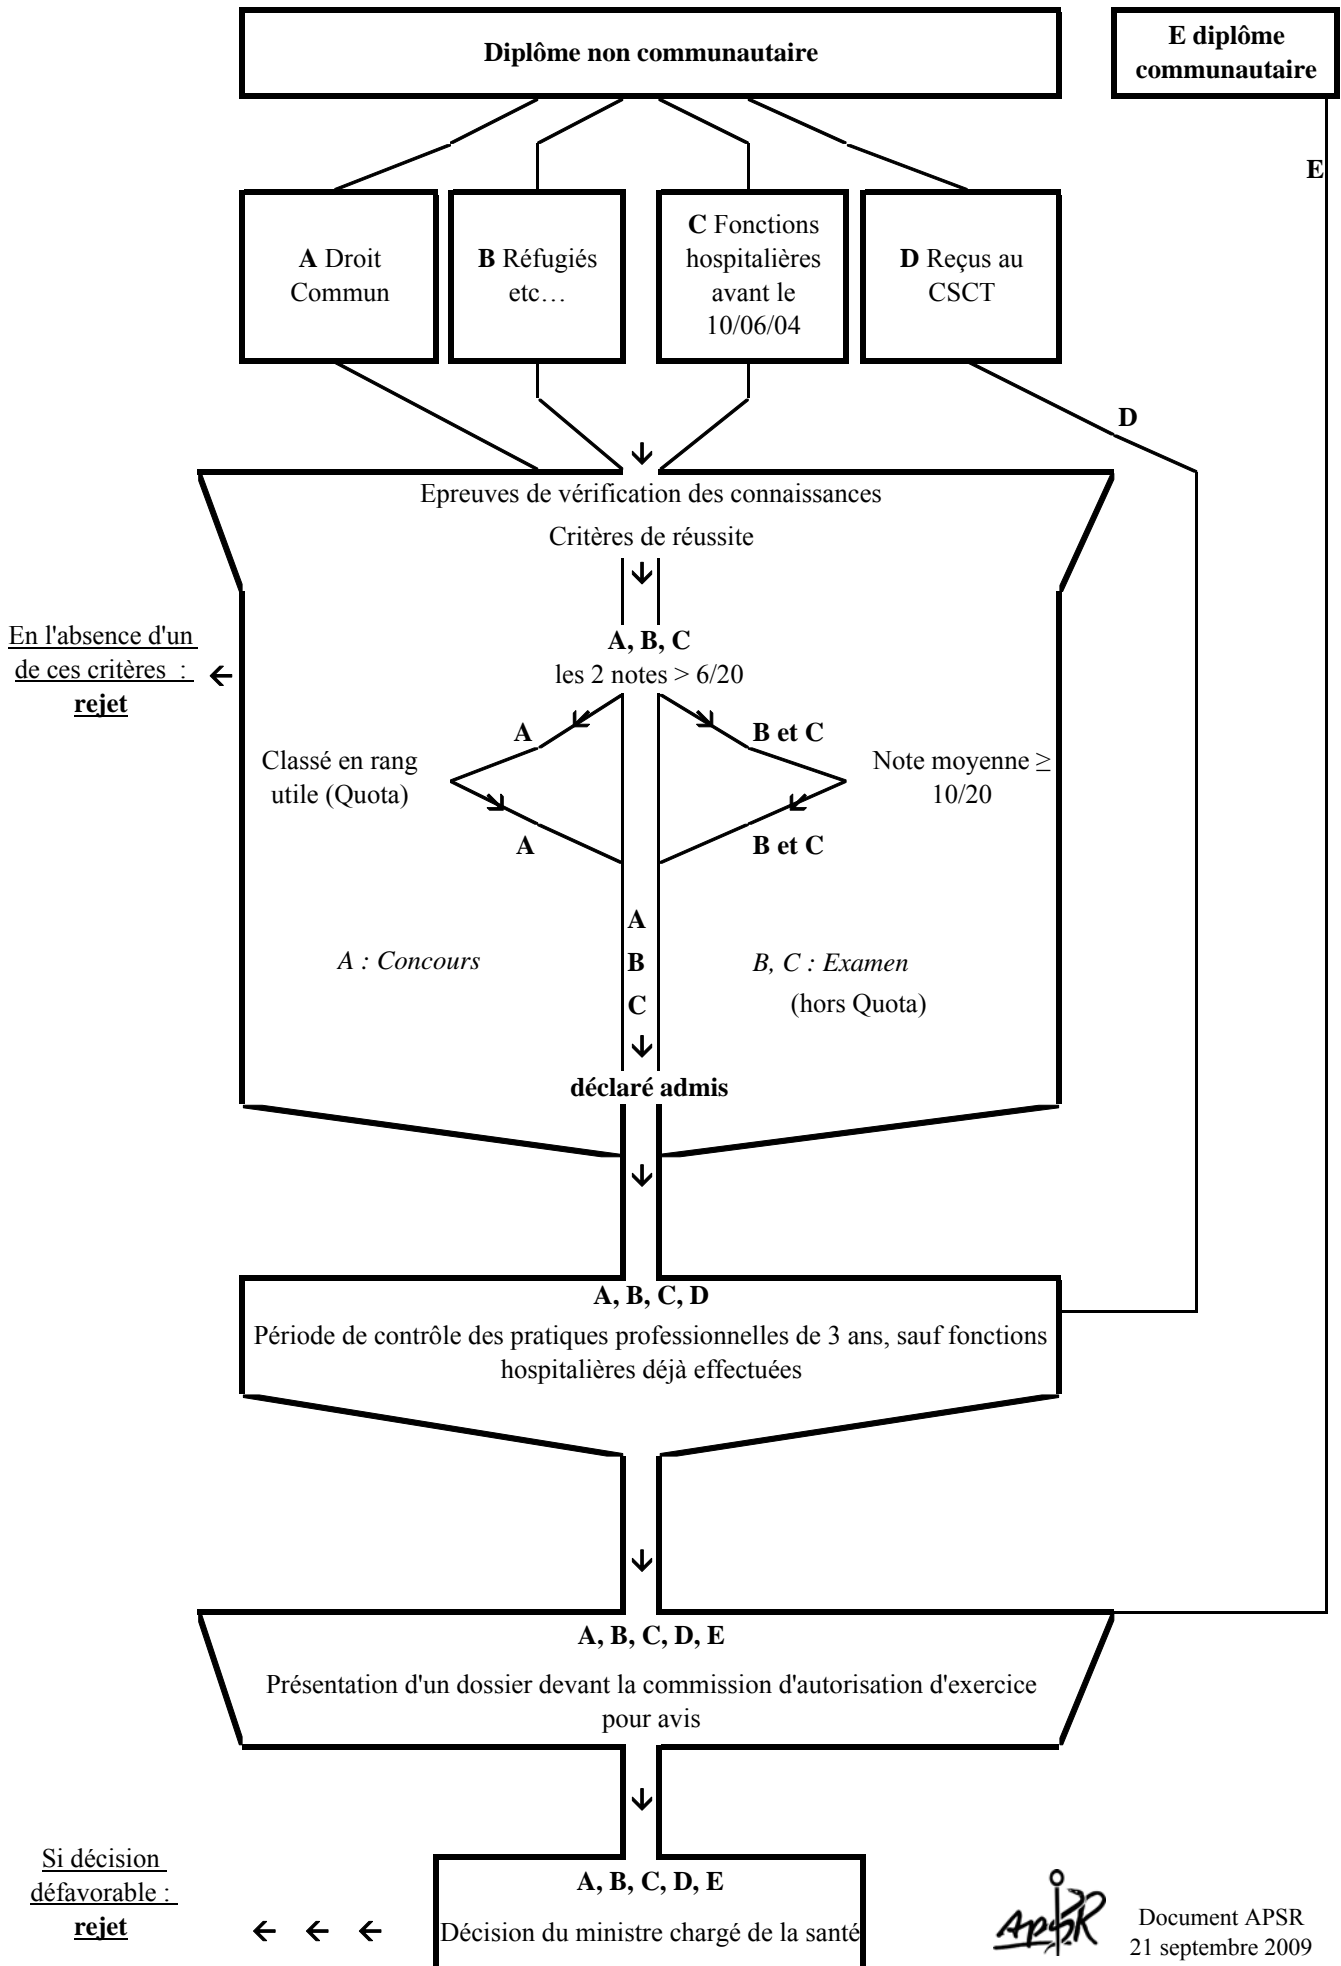 Diplôme non communautaire
E diplôme
communautaire
E
A Droit
Commun
B Réfugiés
etc…
C Fonctions
hospitalières
avant le
10/06/04
D Reçus au
CSCT
D
Epreuves de vérification des connaissances
Critères de réussite
En l'absence d'un
de ces critères :
rejet
A, B, C
les 2 notes > 6/20
A
B et C
Classé en rang
utile (Quota)
Note moyenne ≥
10/20
A
B et C
A
B
C
A : Concours
B, C : Examen
(hors Quota)
déclaré admis
A, B, C, D
Période de contrôle des pratiques professionnelles de 3 ans, sauf fonctions
hospitalières déjà effectuées
A, B, C, D, E
Présentation d'un dossier devant la commission d'autorisation d'exercice
pour avis
Si décision
défavorable :
rejet
A, B, C, D, E
Décision du ministre chargé de la santé
APSR
Document APSR
21 septembre 2009